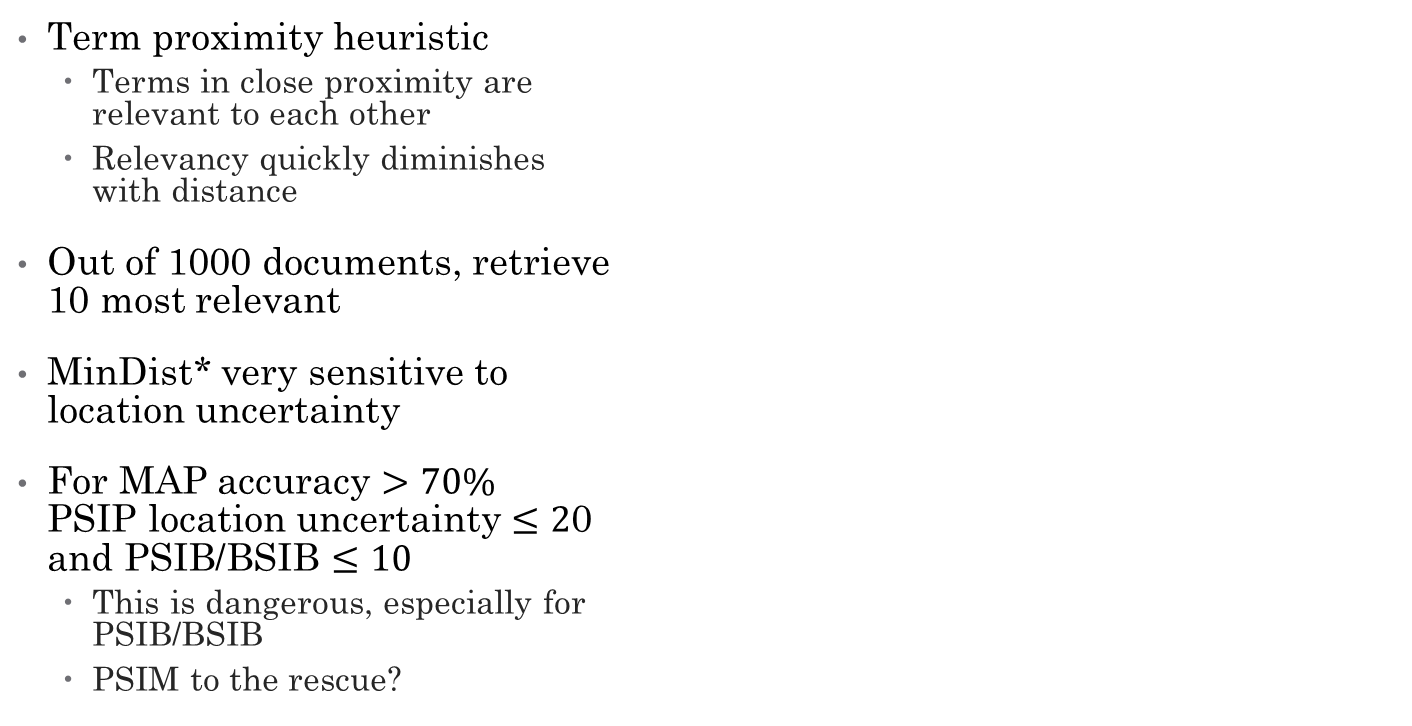 • Term proximity heuristic
• Terms in close proximity are
relevant to each other
• Relevancy quickly diminishes
with distance
• Out of 1000 documents, retrieve
10 most relevant
• MinDist* very sensitive to
location uncertainty
• For MAP accuracy > 70%
PSIP location uncertainty ≤ 20
and PSIB/BSIB ≤ 10
• This is dangerous, especially for
PSIB/BSIB
• PSIM to the rescue?